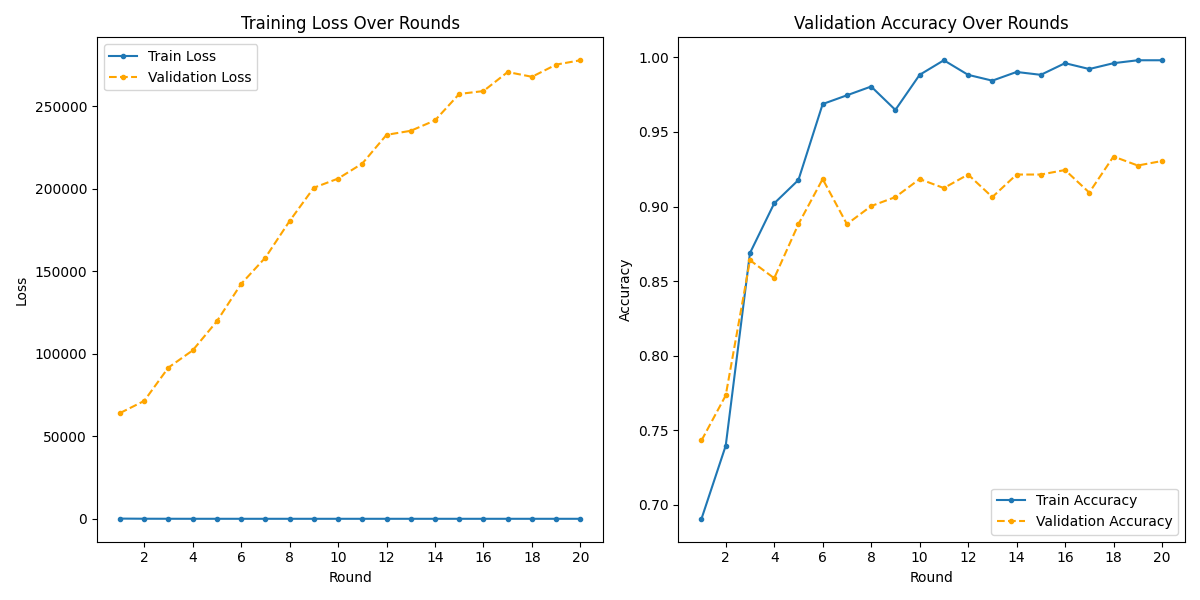 Training Loss Over Rounds
Train Loss
Validation Loss
250000
200000
150000
100000
50000
0
Loss
2 4 6 8 10 12 14 16 18 20
Round
Validation Accuracy Over Rounds
1.00
0.95
0.90
0.85
0.80
0.75
0.70
Accuracy
Train Accuracy
Validation Accuracy
2 4 6 8 10 12 14 16 18 20
Round